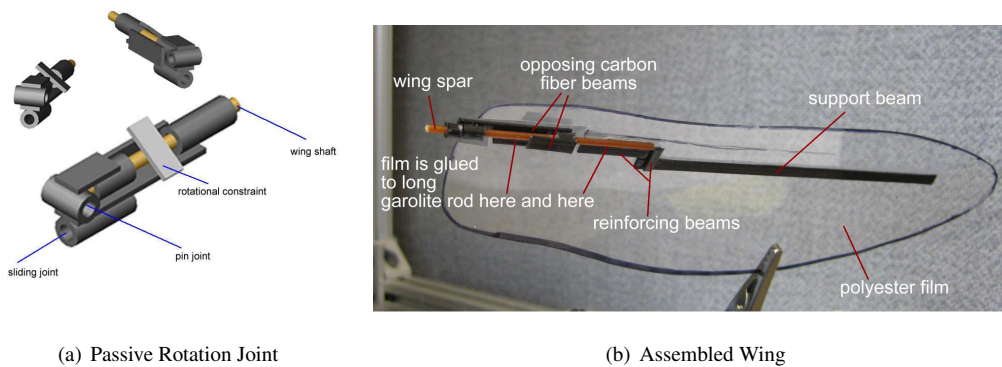 wing shaft
rotational constraint
pin joint
sliding joint
wing spar
opposing carbon
fiber beams
support beam
film is glued
to long
garolite rod here and here
reinforcing beams
polyester film
(a) Passive Rotation Joint
(b) Assembled Wing